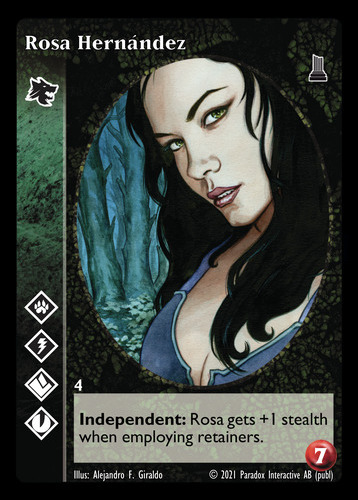 Rosa Hernández
4
Independent: Rosa gets +1 stealth
when employing retainers.
7
Illus: Alejandro F. Giraldo © 2021 Paradox Interactive AB (publ)